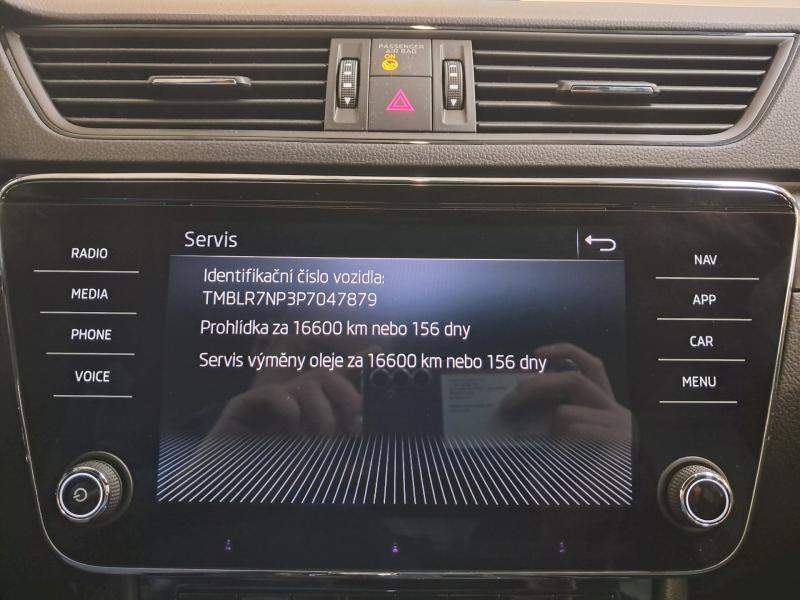 PASSENGER
AIR BAG
ON
RADIO
MEDIA
PHONE
VOICE
Servis
Identifikační číslo vozidla:
TMBLR7NP3P7047879
Prohlídka za 16600 km nebo 156 dny
Servis výměny oleje za 16600 km nebo 156 dny
NAV
APP
CAR
MENU